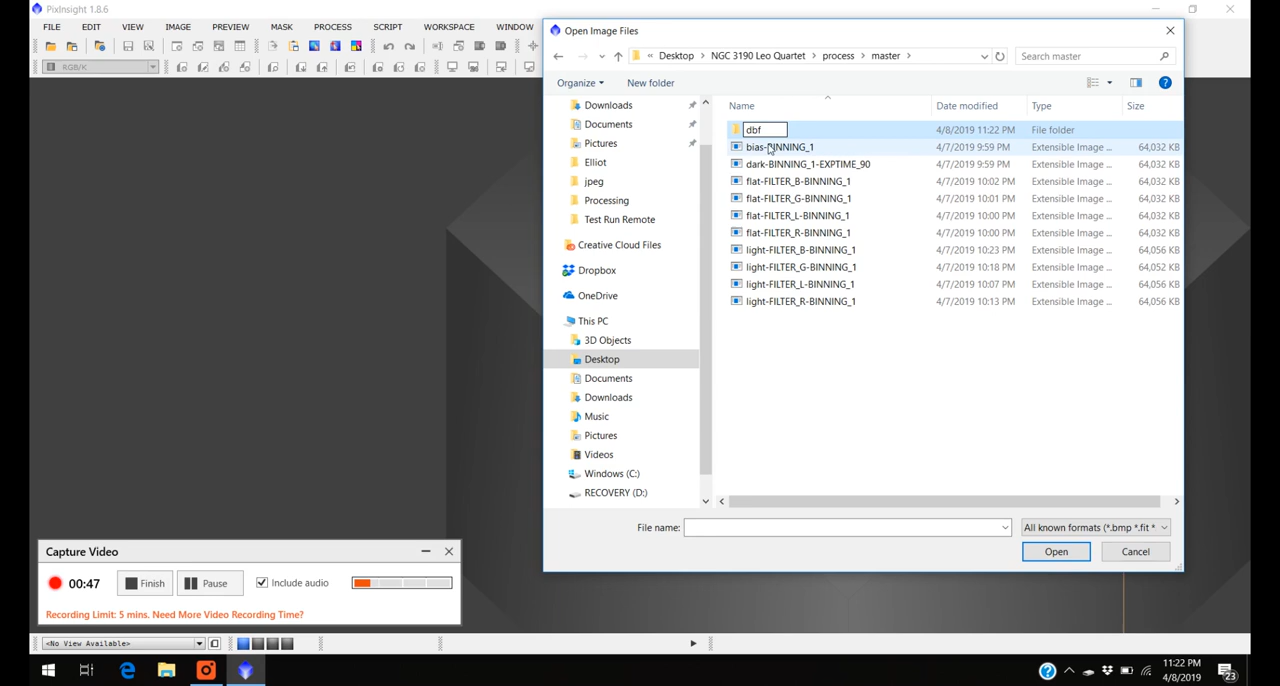 PixInsight 1.8.6
FILE EDIT VIEW IMAGE PREVIEW MASK PROCESS SCRIPT WORKSPACE WINDOW
RGB/K
Open Image Files
« Desktop > NGC 3190 Leo Quartet > process > master >
Search master
Organize
New folder
Name Date modified Type Size
dbf 4/8/2019 11:22 PM File folder
bias-BINNING_1 4/7/2019 9:59 PM Extensible Image ... 64,032 KB
dark-BINNING_1-EXPTIME_90 4/7/2019 9:59 PM Extensible Image ... 64,032 KB
flat-FILTER_B-BINNING_1 4/7/2019 10:02 PM Extensible Image ... 64,032 KB
flat-FILTER_G-BINNING_1 4/7/2019 10:01 PM Extensible Image ... 64,032 KB
flat-FILTER_L-BINNING_1 4/7/2019 10:00 PM Extensible Image ... 64,032 KB
flat-FILTER_R-BINNING_1 4/7/2019 10:00 PM Extensible Image ... 64,032 KB
light-FILTER_B-BINNING_1 4/7/2019 10:23 PM Extensible Image ... 64,056 KB
light-FILTER_G-BINNING_1 4/7/2019 10:18 PM Extensible Image ... 64,052 KB
light-FILTER_L-BINNING_1 4/7/2019 10:07 PM Extensible Image ... 64,056 KB
light-FILTER_R-BINNING_1 4/7/2019 10:13 PM Extensible Image ... 64,056 KB
Downloads
Documents
Pictures
Elliot
jpeg
Processing
Test Run Remote
Creative Cloud Files
Dropbox
OneDrive
This PC
3D Objects
Desktop
Documents
Downloads
Music
Pictures
Videos
Windows (C:)
RECOVERY (D:)
File name:
All known formats (*.bmp *.fit *
Open
Cancel
Capture Video
00:47
Finish
Pause
Include audio
Recording Limit: 5 mins. Need More Video Recording Time?
<No View Available>
11:22 PM
4/8/2019
23